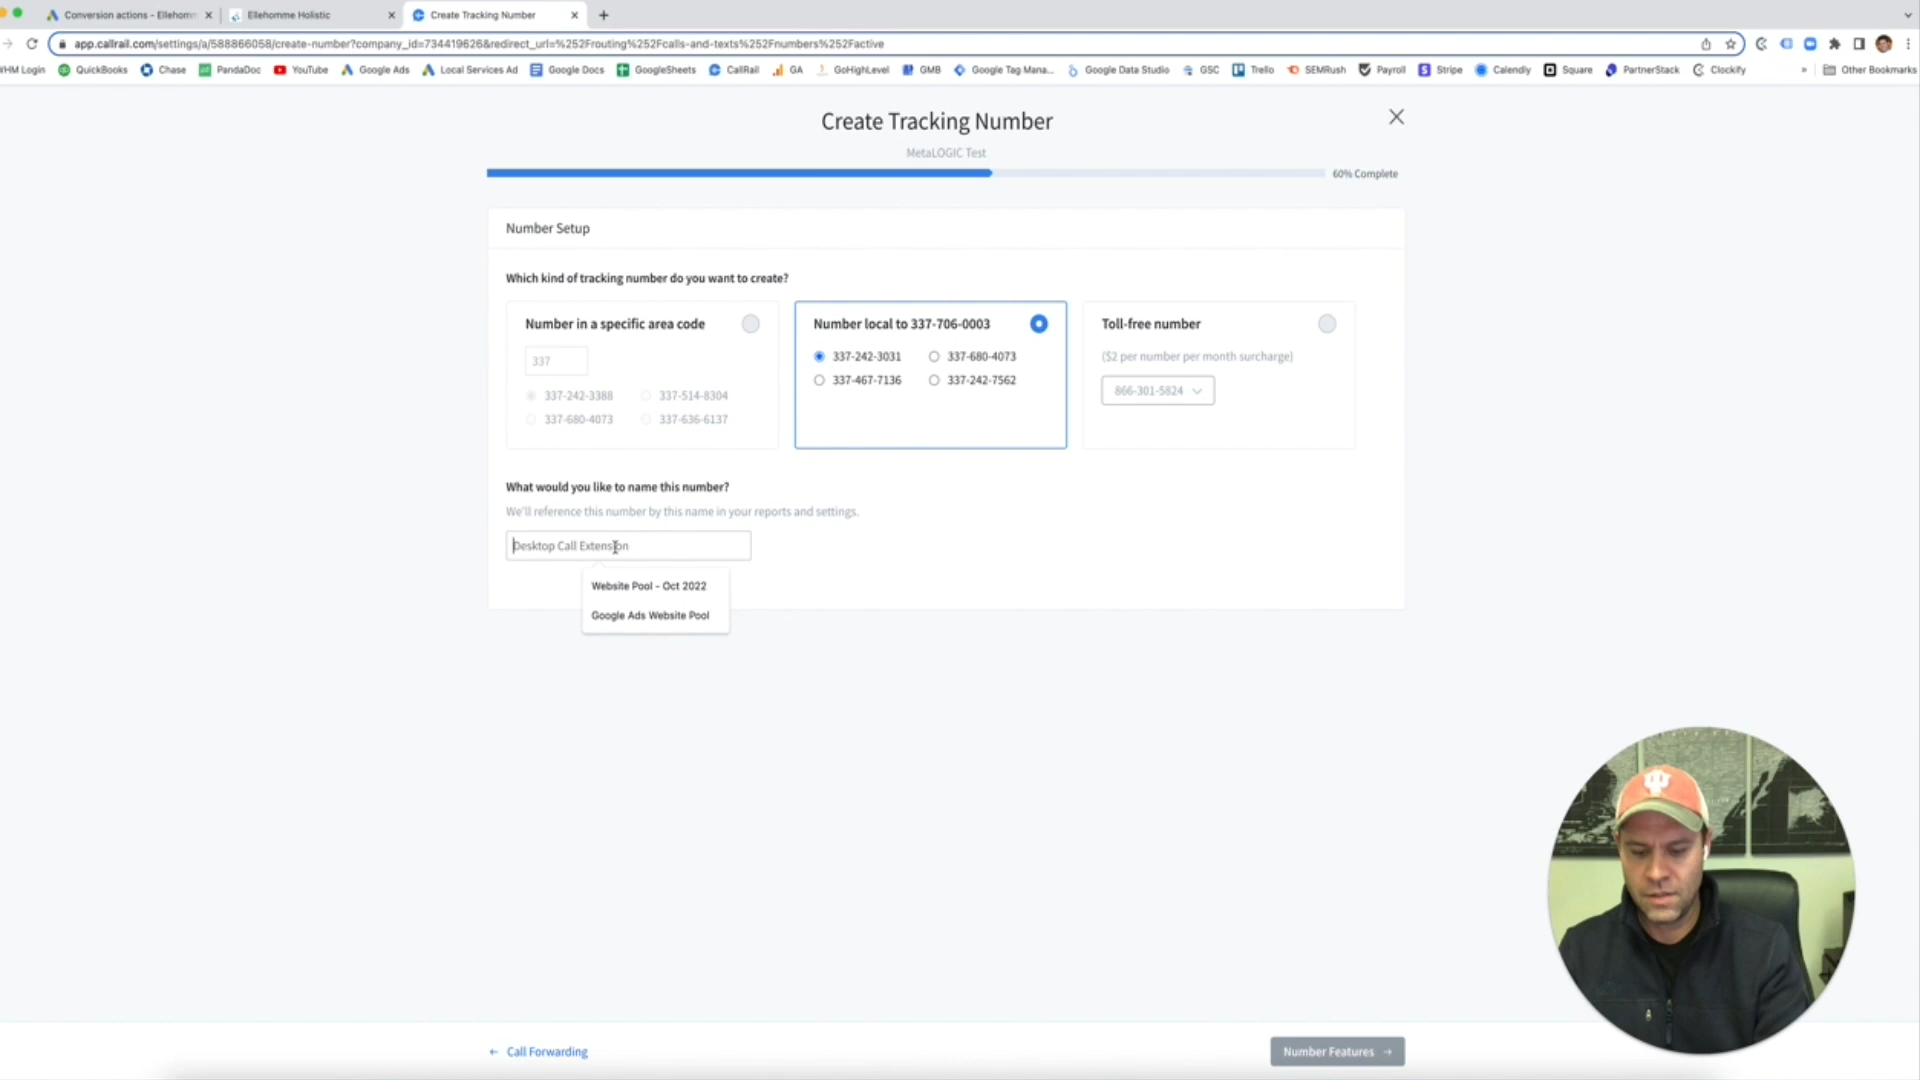 Conversion actions - Ellehomm
Ellehomme Holistic
Create Tracking Number
app.callrail.com/settings/a/588866058/create-number?company_id=734419626&redirect_url=%252Frouting%252Fcalls-and-texts%252Fnumbers%252Factive
WHM Login QuickBooks Chase PandaDoc YouTube Google Ads Local Services Ad Google Docs GoogleSheets CallRail GA GoHighLevel GMB Google Tag Mana... Google Data Studio GSC Trello SEMRush Payroll Stripe Calendly Square PartnerStack Clockify » Other Bookmarks
Create Tracking Number
MetaLOGIC Test
60% Complete
Number Setup
Which kind of tracking number do you want to create?
Number in a specific area code
337
337-242-3388 337-514-8304
337-680-4073 337-636-6137
Number local to 337-706-0003
337-242-3031 337-680-4073
337-467-7136 337-242-7562
Toll-free number
($2 per number per month surcharge)
866-301-5824
What would you like to name this number?
We'll reference this number by this name in your reports and settings.
Desktop Call Extension
Website Pool - Oct 2022
Google Ads Website Pool
← Call Forwarding
Number Features →